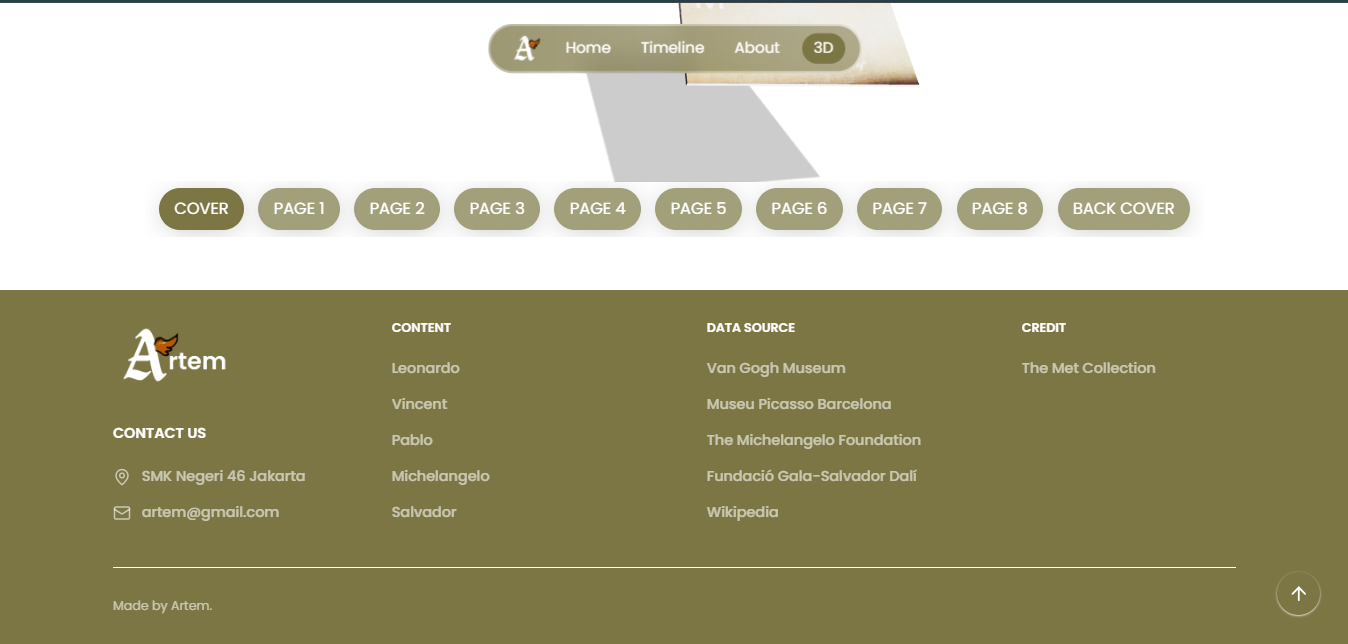 Home Timeline About 3D
COVER PAGE 1 PAGE 2 PAGE 3 PAGE 4 PAGE 5 PAGE 6 PAGE 7 PAGE 8 BACK COVER
Artem
CONTACT US
SMK Negeri 46 Jakarta
artem@gmail.com
CONTENT
Leonardo
Vincent
Pablo
Michelangelo
Salvador
DATA SOURCE
Van Gogh Museum
Museu Picasso Barcelona
The Michelangelo Foundation
Fundació Gala-Salvador Dalí
Wikipedia
CREDIT
The Met Collection
Made by Artem.